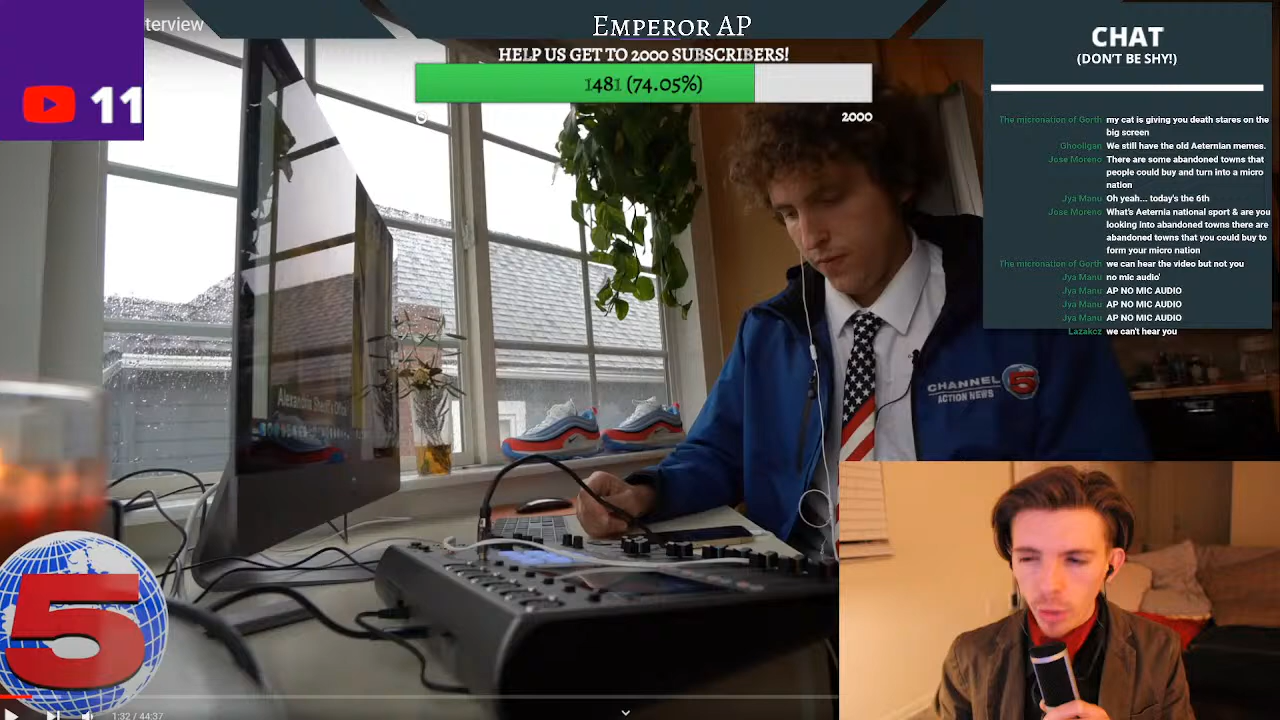 terview
EMPEROR AP
HELP US GET TO 2000 SUBSCRIBERS!
1481 (74.05%)
0
2000
11
CHAT
(DON'T BE SHY!)
The micronation of Gorth my cat is giving you death stares on the
big screen
Ghooligan We still have the old Aeternian memes.
Jose Moreno There are some abandoned towns that
people could buy and turn into a micro
nation
Jya Manu Oh yeah... today's the 6th
Jose Moreno What's Aeternia national sport & are you
looking into abandoned towns there are
abandoned towns that you could buy to
form your micro nation
The micronation of Gorth we can hear the video but not you
Jya Manu no mic audio'
Jya Manu AP NO MIC AUDIO
Jya Manu AP NO MIC AUDIO
Jya Manu AP NO MIC AUDIO
Lazakcz we can't hear you
CHANNEL 5
ACTION NEWS
Alexandria Sheriff's Office
5
1:32 / 44:37